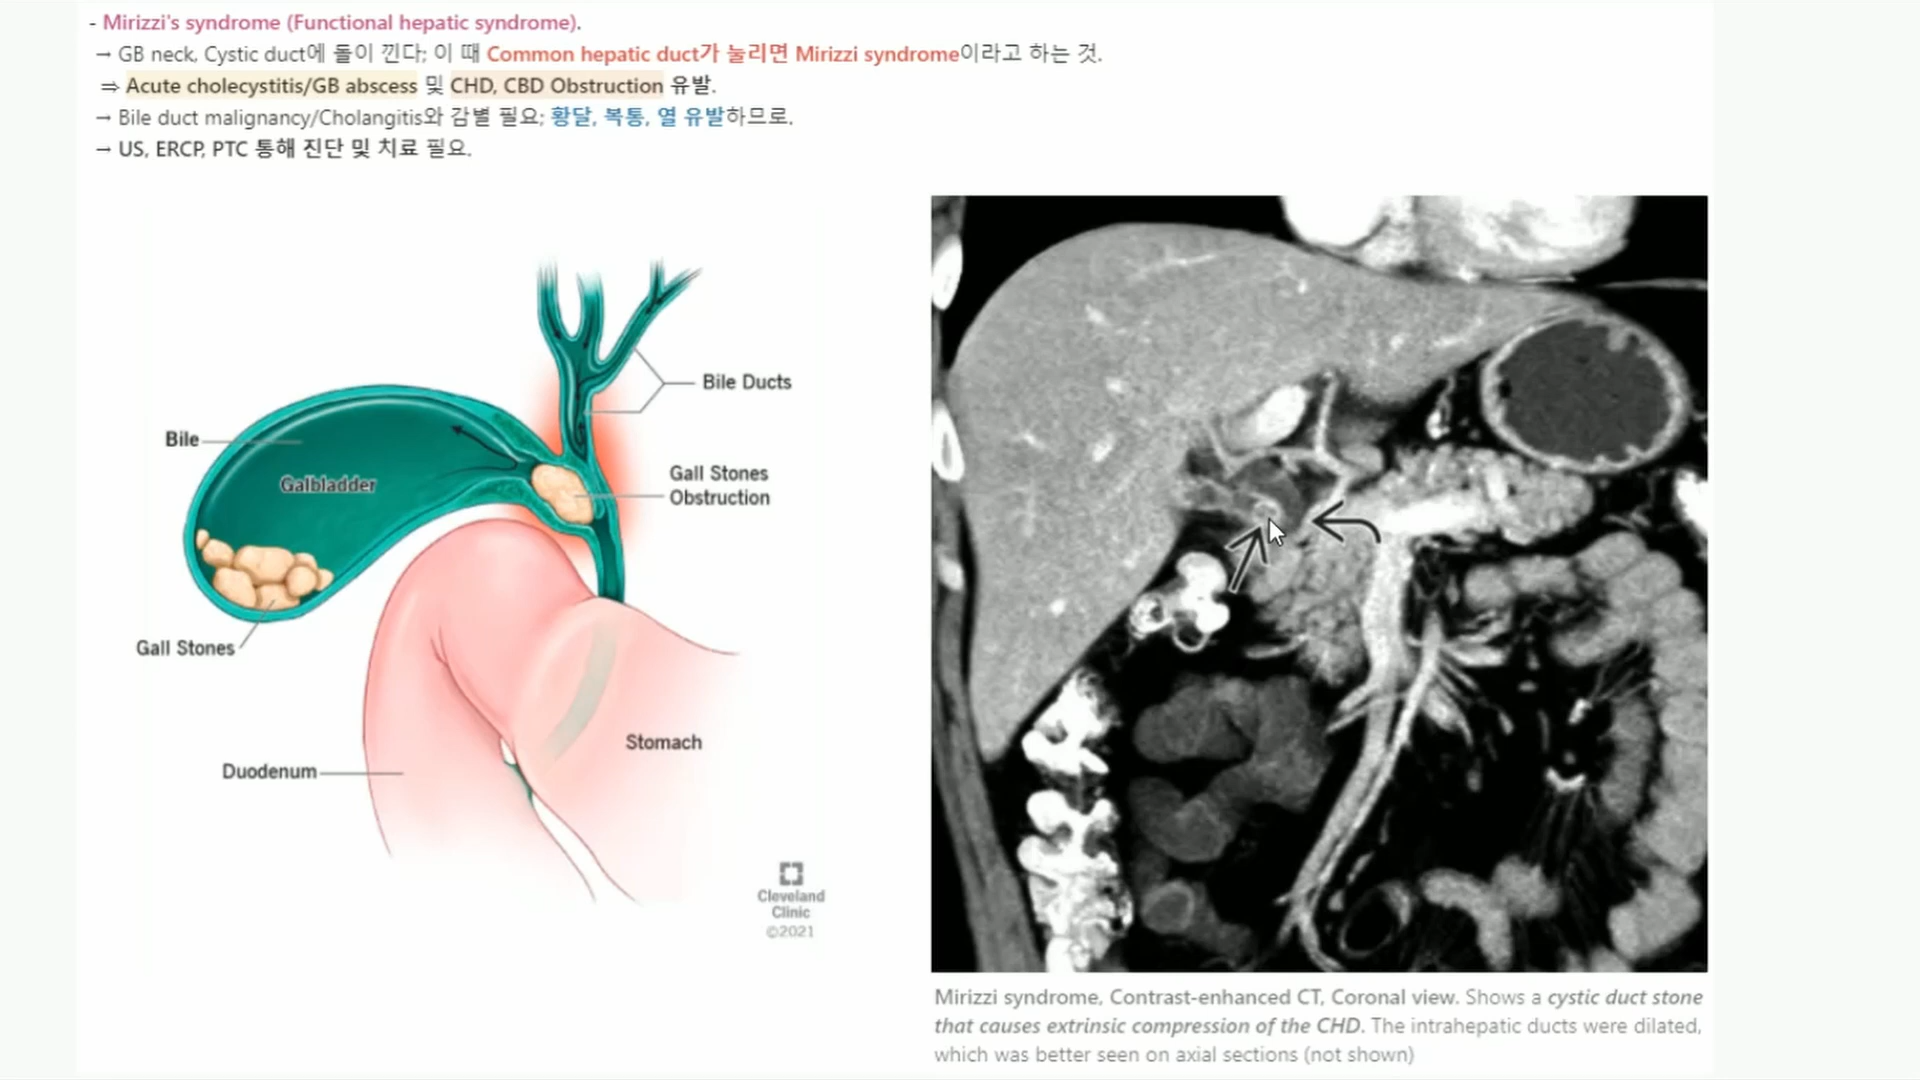 - Mirizzi's syndrome (Functional hepatic syndrome).
→ GB neck, Cystic duct에 돌이 낀다; 이 때 Common hepatic duct가 눌리면 Mirizzi syndrome이라고 하는 것.
⇒ Acute cholecystitis/GB abscess 및 CHD, CBD Obstruction 유발.
→ Bile duct malignancy/Cholangitis와 감별 필요; 황달, 복통, 열 유발하므로.
→ US, ERCP, PTC 통해 진단 및 치료 필요.
Bile Ducts
Bile
Galbladder
Gall Stones
Obstruction
Gall Stones
Stomach
Duodenum
Cleveland
Clinic
©2021
Mirizzi syndrome, Contrast-enhanced CT, Coronal view. Shows a cystic duct stone
that causes extrinsic compression of the CHD. The intrahepatic ducts were dilated,
which was better seen on axial sections (not shown)